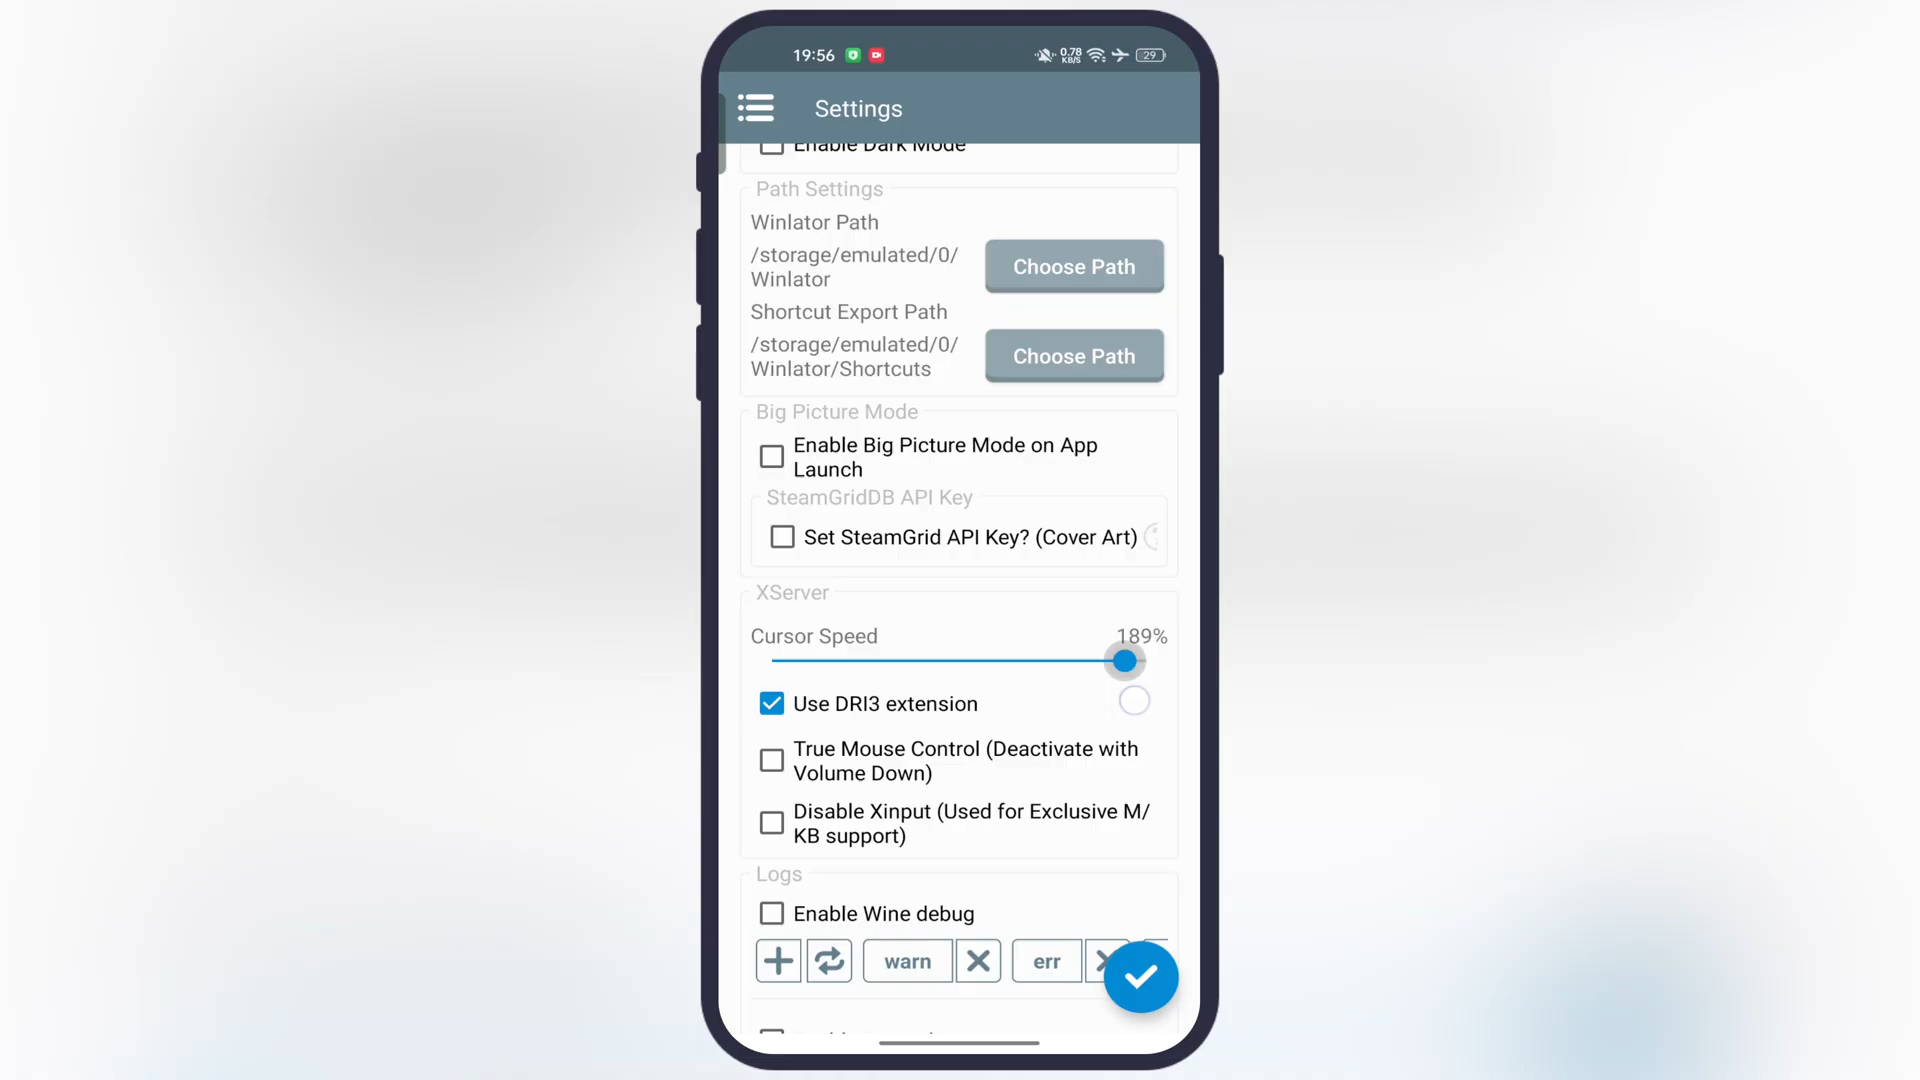 19:56
0.78
KB/S
29
Settings
Enable Dark Mode
Path Settings
Winlator Path
/storage/emulated/0/
Winlator
Choose Path
Shortcut Export Path
/storage/emulated/0/
Winlator/Shortcuts
Choose Path
Big Picture Mode
Enable Big Picture Mode on App
Launch
SteamGridDB API Key
Set SteamGrid API Key? (Cover Art)
XServer
Cursor Speed
189%
Use DRI3 extension
True Mouse Control (Deactivate with
Volume Down)
Disable Xinput (Used for Exclusive M/
KB support)
Logs
Enable Wine debug
warn
err